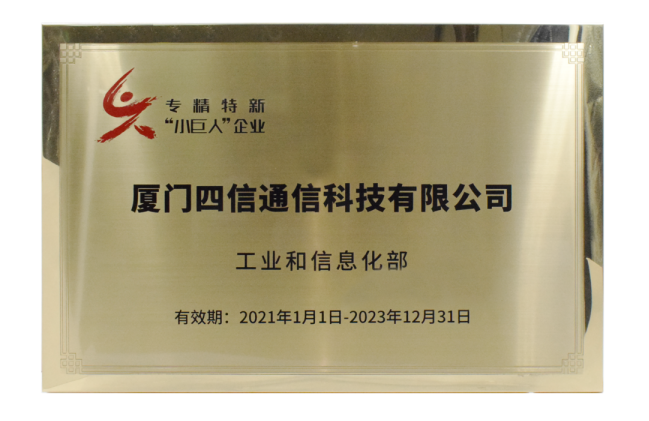 专精特新
“小巨人”企业
厦门四信通信科技有限公司
工业和信息化部
有效期：2021年1月1日-2023年12月31日